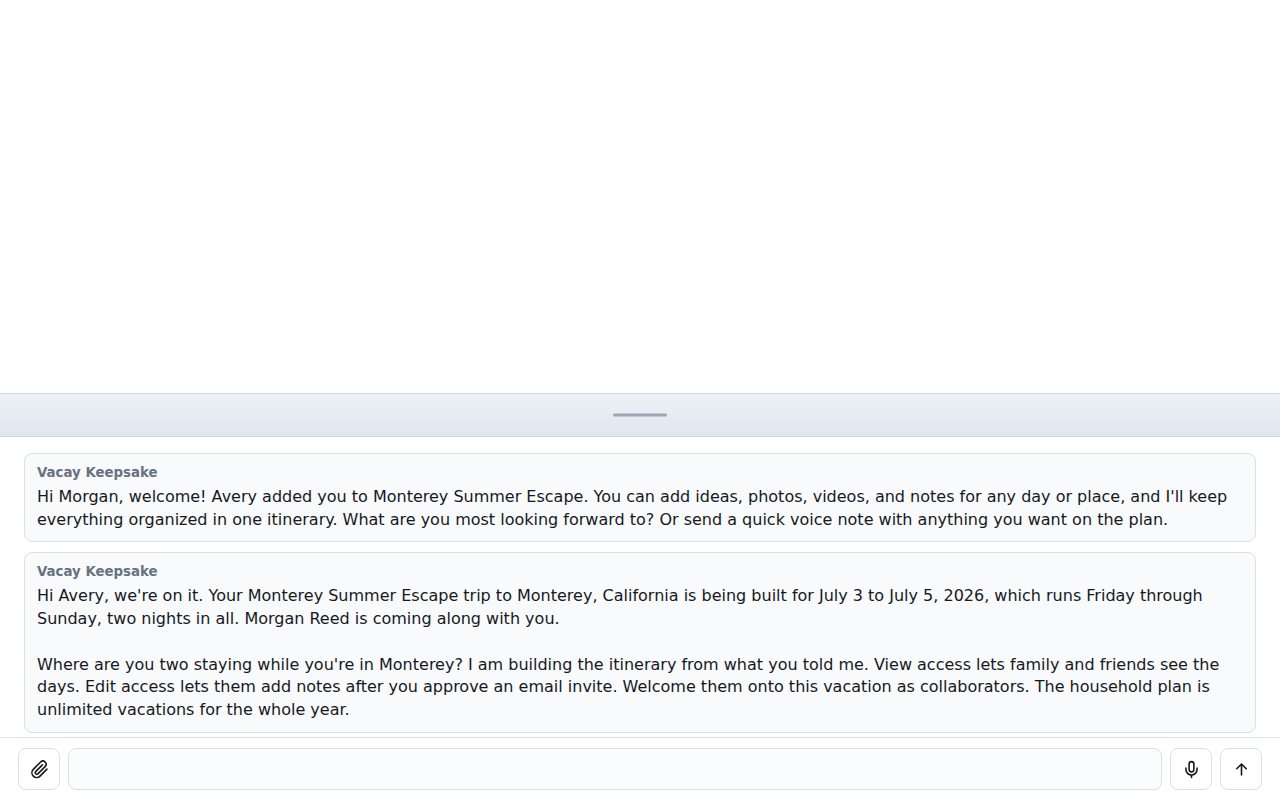 Vacay Keepsake
Hi Morgan, welcome! Avery added you to Monterey Summer Escape. You can add ideas, photos, videos, and notes for any day or place, and I'll keep
everything organized in one itinerary. What are you most looking forward to? Or send a quick voice note with anything you want on the plan.
Vacay Keepsake
Hi Avery, we're on it. Your Monterey Summer Escape trip to Monterey, California is being built for July 3 to July 5, 2026, which runs Friday through
Sunday, two nights in all. Morgan Reed is coming along with you.
Where are you two staying while you're in Monterey? I am building the itinerary from what you told me. View access lets family and friends see the
days. Edit access lets them add notes after you approve an email invite. Welcome them onto this vacation as collaborators. The household plan is
unlimited vacations for the whole year.